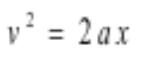 v² = 2ax